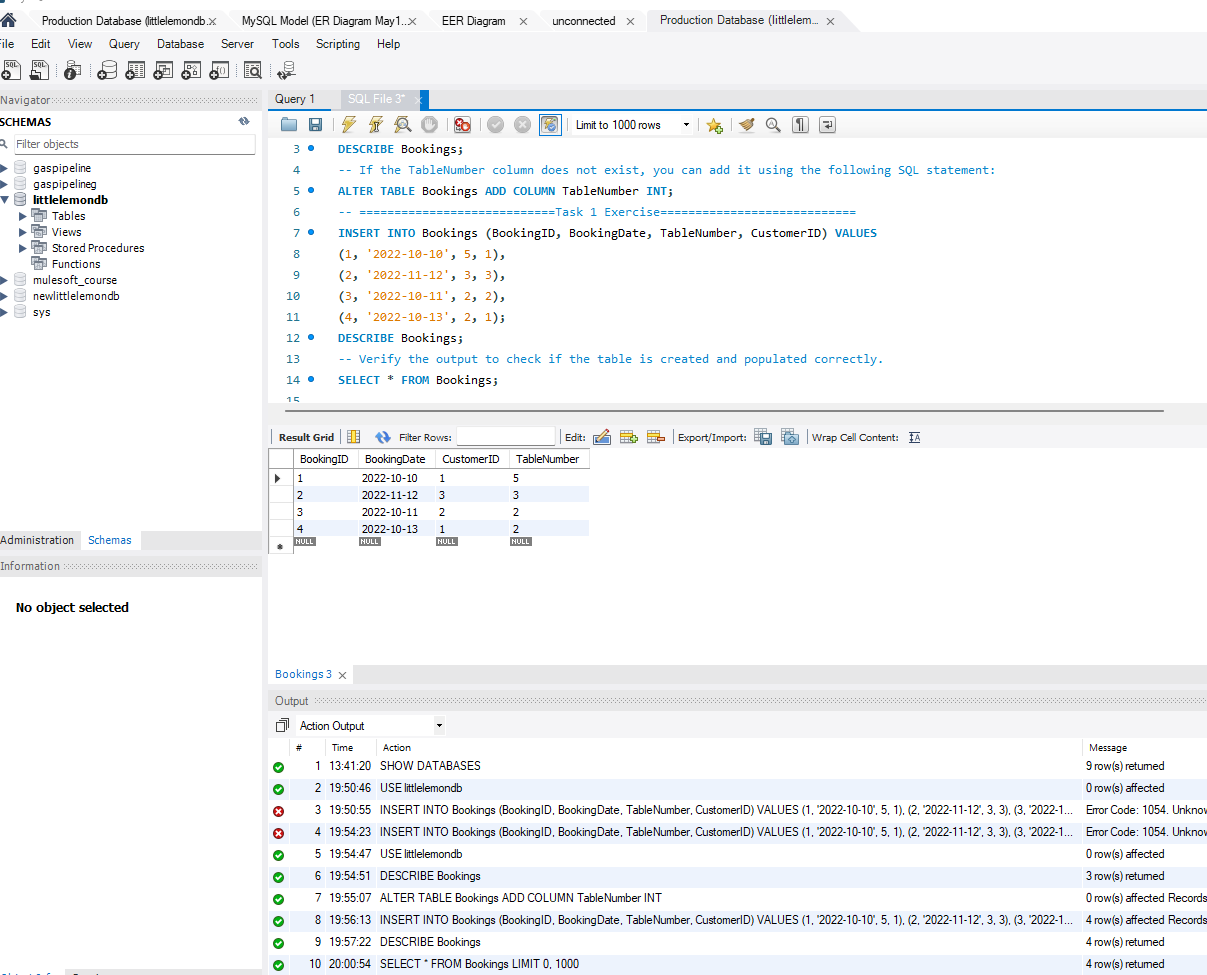 Production Database (littlelemondb.
MySQL Model (ER Diagram May1...
EER Diagram
unconnected
Production Database (littlelem...
File Edit View Query Database Server Tools Scripting Help
Navigator
SCHEMAS
Filter objects
gaspipeline
gaspipelineg
littlelemondb
Tables
Views
Stored Procedures
Functions
mulesoft_course
newlittlelemondb
sys
Administration Schemas
Information
No object selected
Query 1 SQL File 3*
Limit to 1000 rows
3 DESCRIBE Bookings;
4 -- If the TableNumber column does not exist, you can add it using the following SQL statement:
5 ALTER TABLE Bookings ADD COLUMN TableNumber INT;
6 -- ============================Task 1 Exercise============================
7 INSERT INTO Bookings (BookingID, BookingDate, TableNumber, CustomerID) VALUES
8 (1, '2022-10-10', 5, 1),
9 (2, '2022-11-12', 3, 3),
10 (3, '2022-10-11', 2, 2),
11 (4, '2022-10-13', 2, 1);
12 DESCRIBE Bookings;
13 -- Verify the output to check if the table is created and populated correctly.
14 SELECT * FROM Bookings;
15
Result Grid Filter Rows: Edit: Export/Import: Wrap Cell Content:
BookingID BookingDate CustomerID TableNumber
1 2022-10-10 1 5
2 2022-11-12 3 3
3 2022-10-11 2 2
4 2022-10-13 1 2
NULL NULL NULL NULL
Bookings 3
Output
Action Output
# Time Action Message
1 13:41:20 SHOW DATABASES 9 row(s) returned
2 19:50:46 USE littlelemondb 0 row(s) affected
3 19:50:55 INSERT INTO Bookings (BookingID, BookingDate, TableNumber, CustomerID) VALUES (1, '2022-10-10', 5, 1), (2, '2022-11-12', 3, 3), (3, '2022-1... Error Code: 1054. Unknow
4 19:54:23 INSERT INTO Bookings (BookingID, BookingDate, TableNumber, CustomerID) VALUES (1, '2022-10-10', 5, 1), (2, '2022-11-12', 3, 3), (3, '2022-1... Error Code: 1054. Unknow
5 19:54:47 USE littlelemondb 0 row(s) affected
6 19:54:51 DESCRIBE Bookings 3 row(s) returned
7 19:55:07 ALTER TABLE Bookings ADD COLUMN TableNumber INT 0 row(s) affected Records
8 19:56:13 INSERT INTO Bookings (BookingID, BookingDate, TableNumber, CustomerID) VALUES (1, '2022-10-10', 5, 1), (2, '2022-11-12', 3, 3), (3, '2022-1... 4 row(s) affected Records
9 19:57:22 DESCRIBE Bookings 4 row(s) returned
10 20:00:54 SELECT * FROM Bookings LIMIT 0, 1000 4 row(s) returned